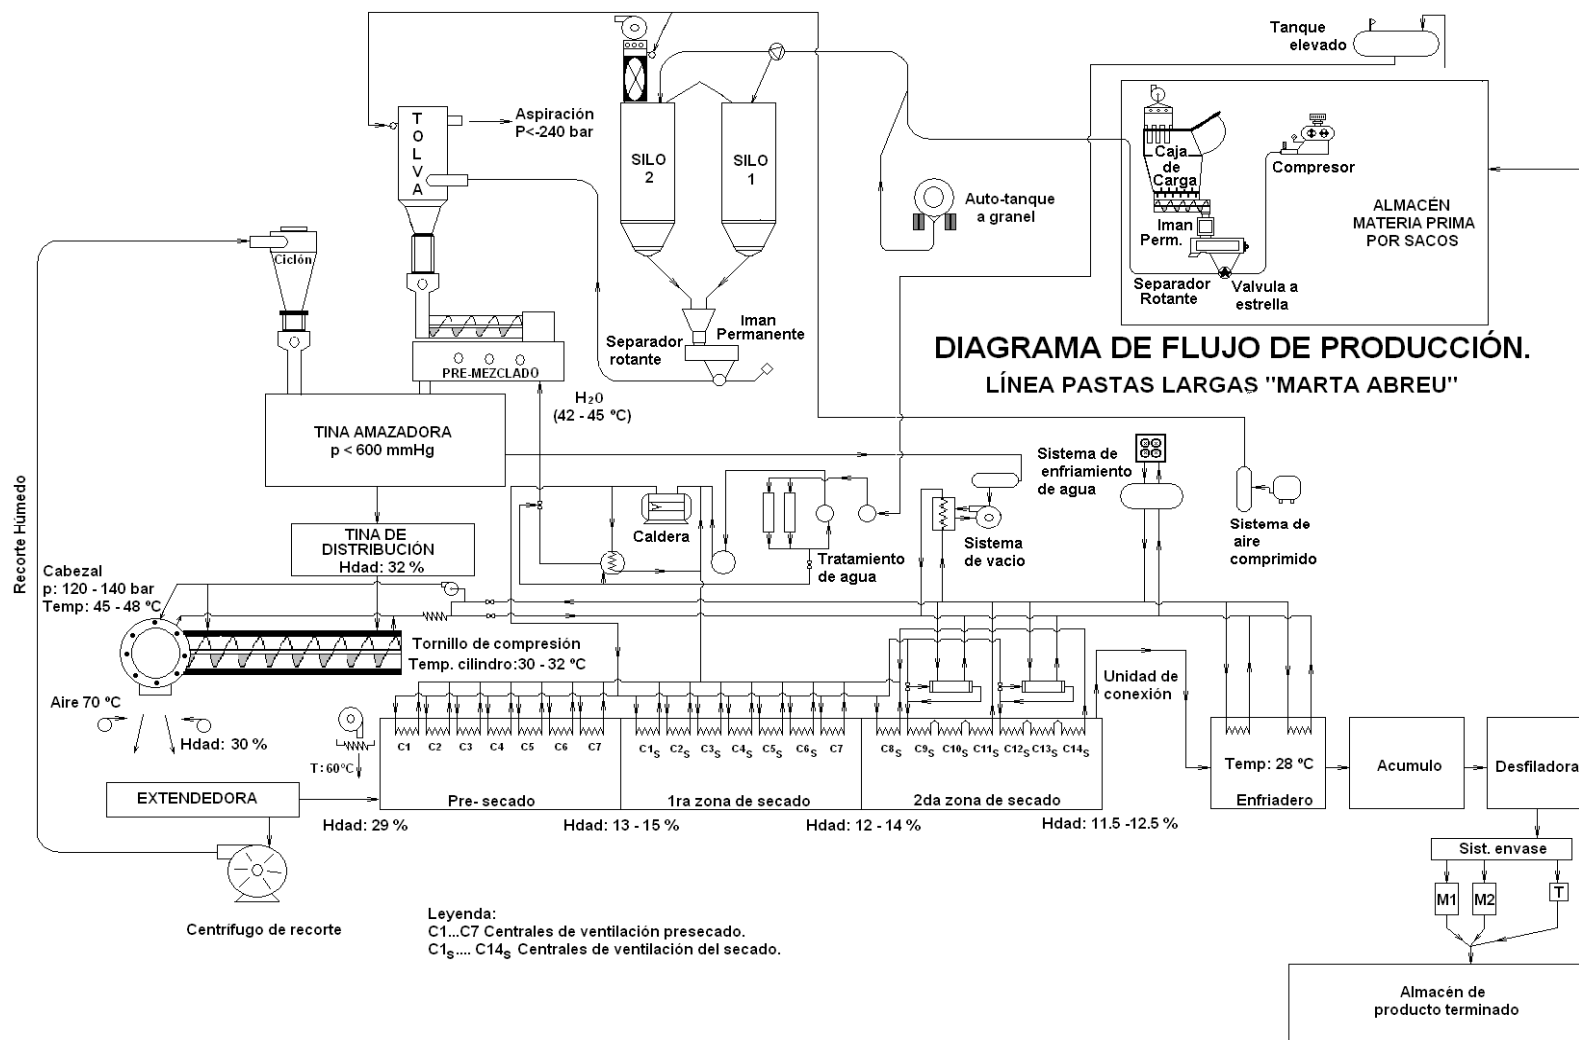 Tanque
elevado
Aspiración
P<-240 bar
TOLVA
SILO
2
SILO
1
Auto-tanque
a granel
Caja
de
Carga
Compresor
Iman
Perm.
ALMACÉN
MATERIA PRIMA
POR SACOS
Separador
Rotante
Valvula a
estrella
Ciclón
Separador
rotante
Iman
Permanente
PRE-MEZCLADO
DIAGRAMA DE FLUJO DE PRODUCCIÓN.
LÍNEA PASTAS LARGAS "MARTA ABREU"
H₂0
(42 - 45 ºC)
TINA AMAZADORA
p < 600 mmHg
Recorte Húmedo
Sistema de
enfriamiento
de agua
Caldera
Tratamiento
de agua
Sistema
de vacio
Sistema de
aire
comprimido
TINA DE
DISTRIBUCIÓN
Hdad: 32 %
Cabezal
p: 120 - 140 bar
Temp: 45 - 48 ºC
Tornillo de compresión
Temp. cilindro:30 - 32 ºC
Aire 70 ºC
Hdad: 30 %
T:60ºC
Unidad de
conexión
C1 C2 C3 C4 C5 C6 C7
C1s C2s C3s C4s C5s C6s C7
C8s C9s C10s C11s C12s C13s C14s
Pre- secado
1ra zona de secado
2da zona de secado
Temp: 28 ºC
Enfriadero
Acumulo
Desfiladora
EXTENDEDORA
Hdad: 29 %
Hdad: 13 - 15 %
Hdad: 12 - 14 %
Hdad: 11.5 -12.5 %
Sist. envase
M1 M2 T
Centrífugo de recorte
Leyenda:
C1...C7 Centrales de ventilación presecado.
C1s.... C14s Centrales de ventilación del secado.
Almacén de
producto terminado